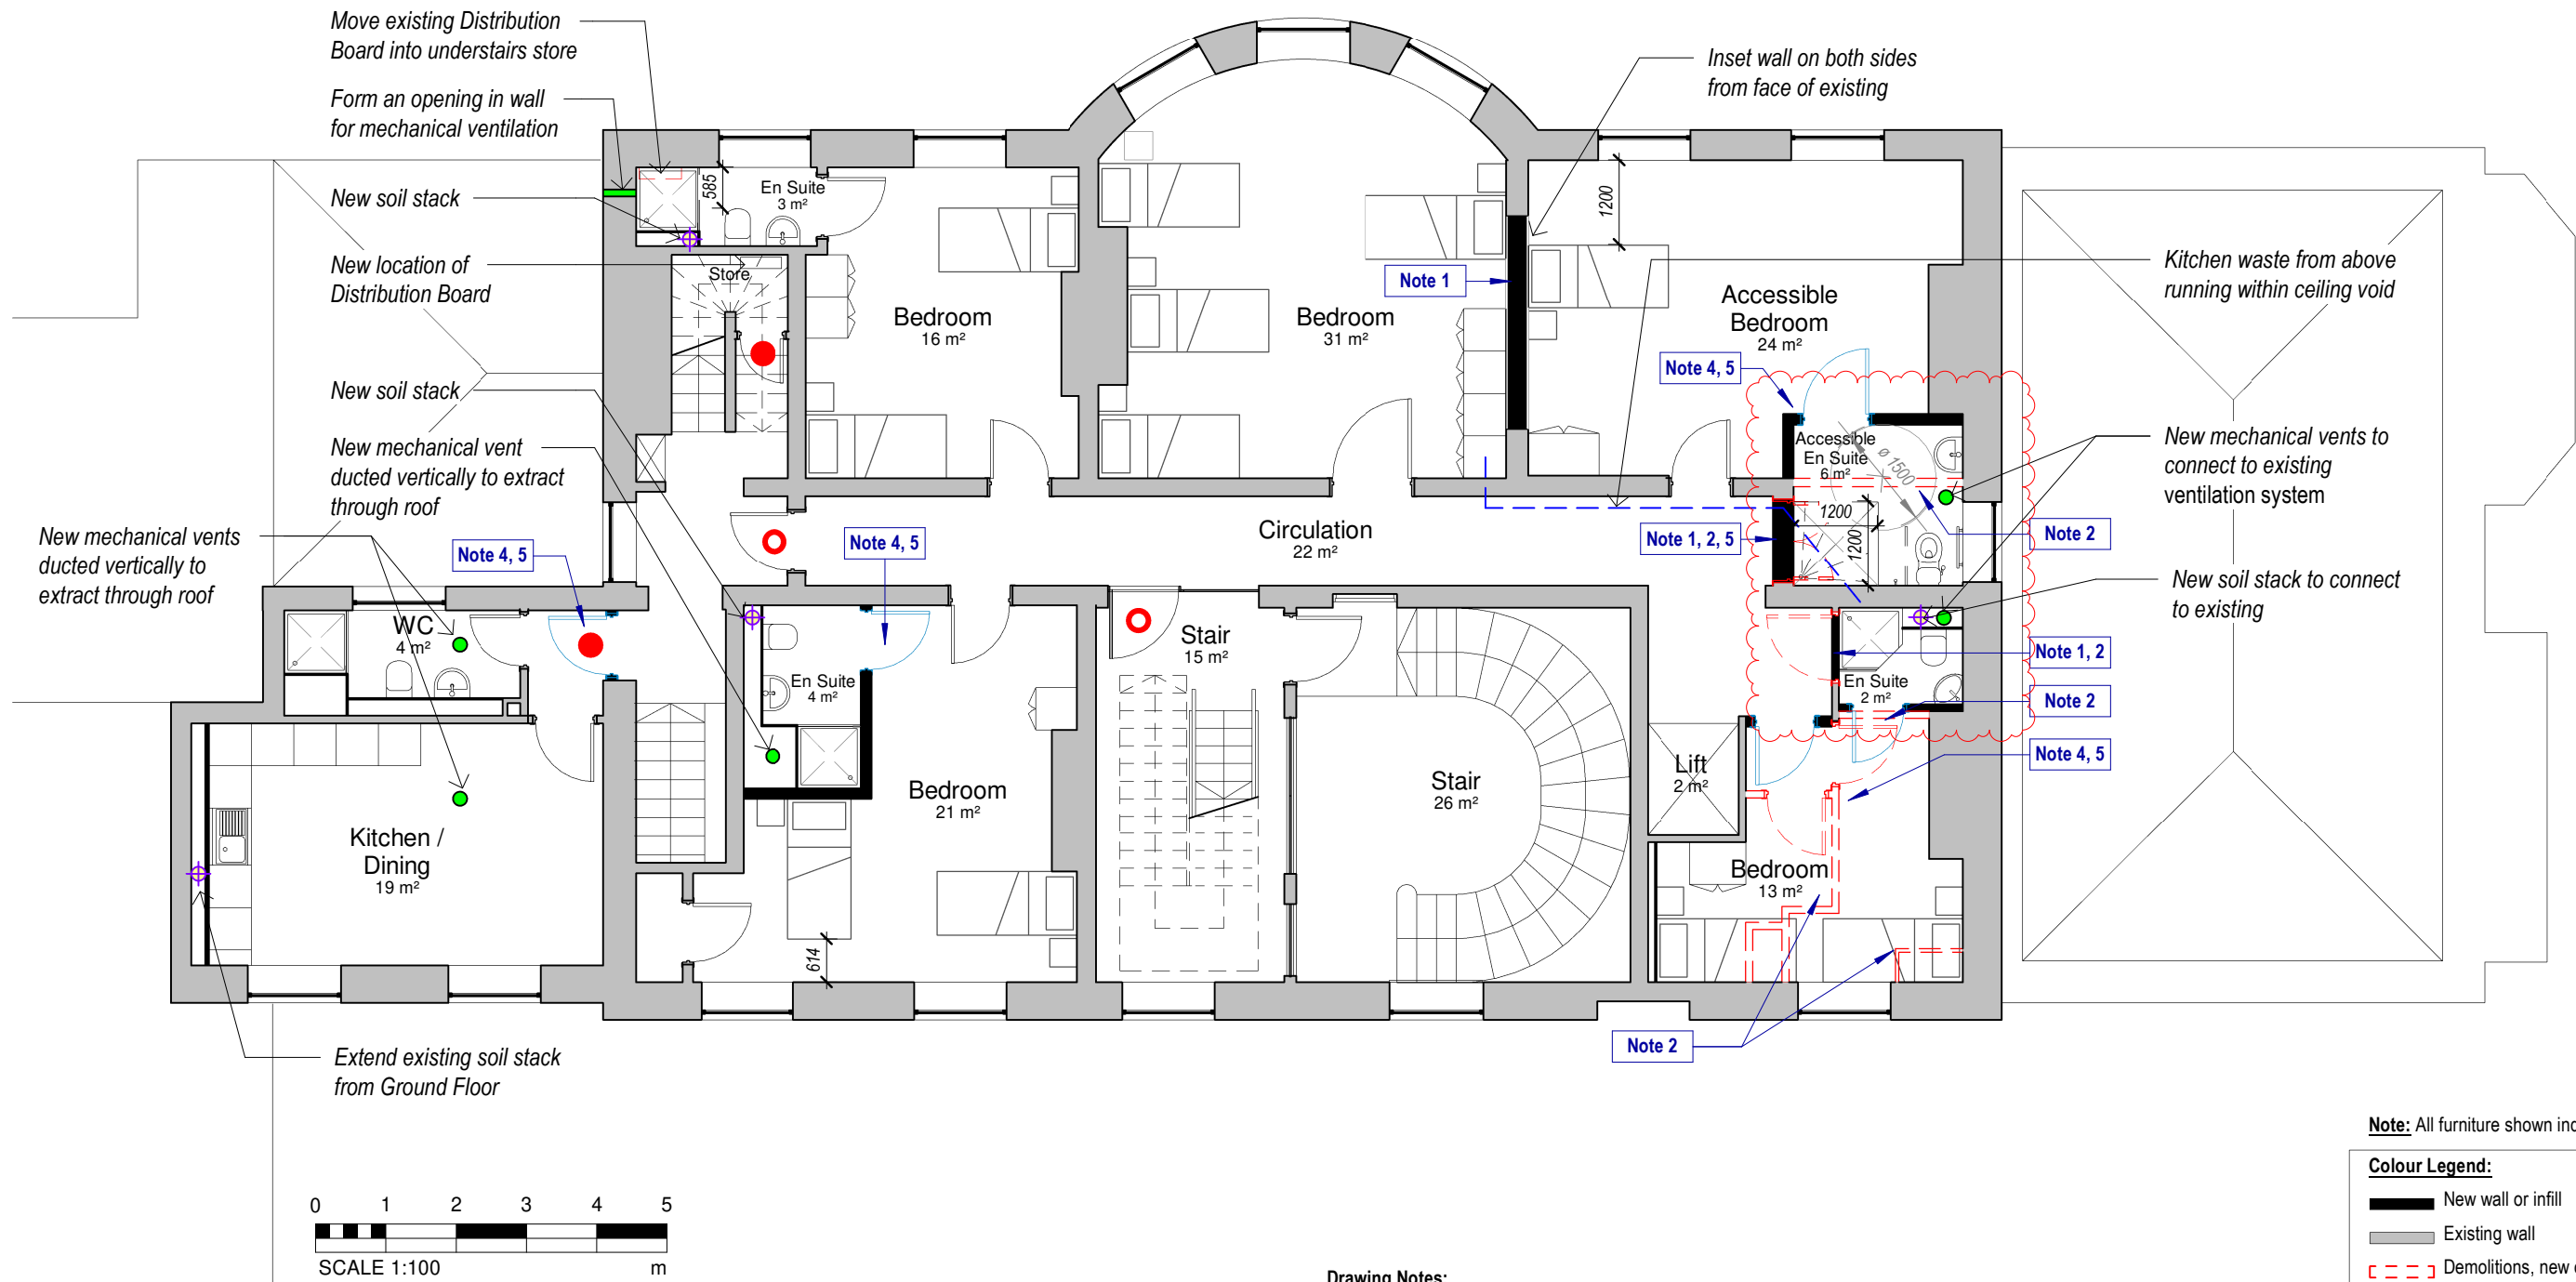 Move existing Distribution
Board into understairs store
Form an opening in wall
for mechanical ventilation
New soil stack
New location of
Distribution Board
New soil stack
New mechanical vent
ducted vertically to extract
through roof
New mechanical vents
ducted vertically to
extract through roof
Inset wall on both sides
from face of existing
Kitchen waste from above
running within ceiling void
New mechanical vents to
connect to existing
ventilation system
New soil stack to connect
to existing
Extend existing soil stack
from Ground Floor
585
En Suite
3 m²
Store
Bedroom
16 m²
Bedroom
31 m²
Note 1
1200
Accessible
Bedroom
24 m²
Note 4, 5
Accessible
En Suite
6 m²
ø 1500
1200
1200
Note 2
Note 1, 2, 5
Circulation
22 m²
Note 4, 5
Note 4, 5
WC
4 m²
En Suite
4 m²
Stair
15 m²
Note 1, 2
En Suite
2 m²
Note 2
Note 4, 5
Lift
2 m²
Stair
26 m²
Bedroom
21 m²
Kitchen /
Dining
19 m²
Bedroom
13 m²
614
Note 2
0 1 2 3 4 5
SCALE 1:100 m
Drawing Notes:
Note: All furniture shown
Colour Legend:
New wall or infill
Existing wall
Demolitions, new